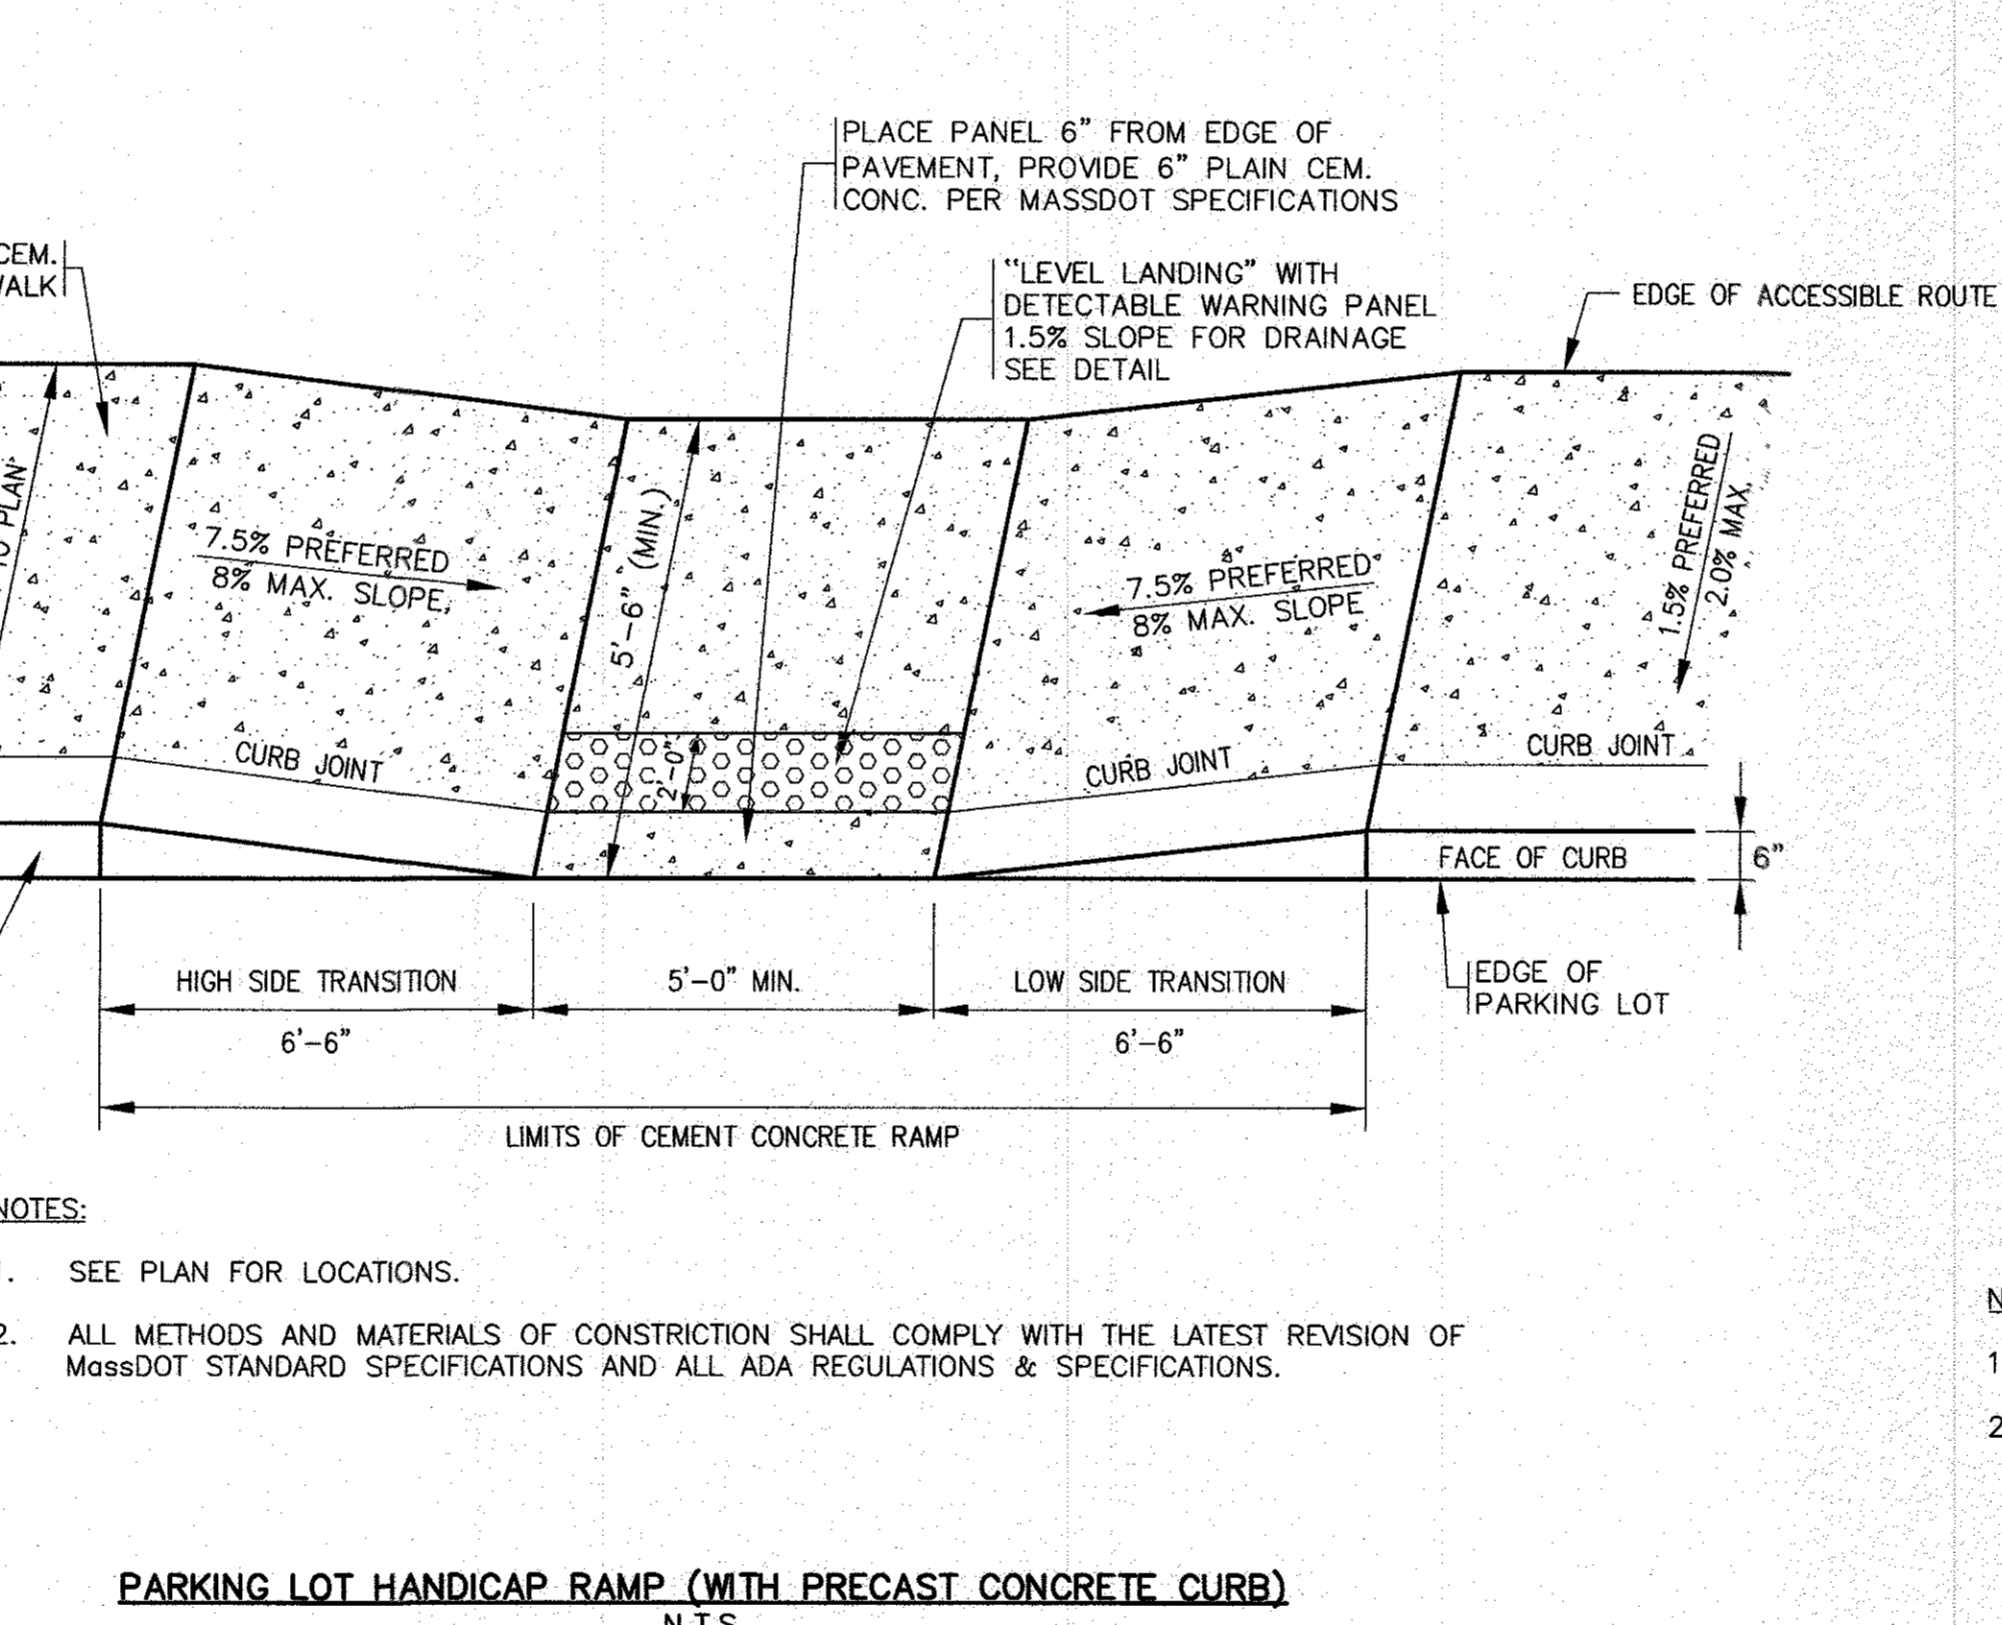 PLACE PANEL 6" FROM EDGE OF
PAVEMENT, PROVIDE 6" PLAIN CEM.
CONC. PER MASSDOT SPECIFICATIONS
CEM.
"LEVEL LANDING" WITH
DETECTABLE WARNING PANEL
1.5% SLOPE FOR DRAINAGE
SEE DETAIL
EDGE OF ACCESSIBLE ROUTE
PLAN
7.5% PREFERRED
8% MAX. SLOPE
5'-6" (MIN.)
7.5% PREFERRED
8% MAX. SLOPE
1.5% PREFERRED
2.0% MAX.
CURB JOINT
2'-0"
CURB JOINT
CURB JOINT
FACE OF CURB
6"
HIGH SIDE TRANSITION
6'-6"
5'-0" MIN.
LOW SIDE TRANSITION
6'-6"
EDGE OF
PARKING LOT
LIMITS OF CEMENT CONCRETE RAMP
NOTES:
1. SEE PLAN FOR LOCATIONS.
2. ALL METHODS AND MATERIALS OF CONSTRICTION SHALL COMPLY WITH THE LATEST REVISION OF
MassDOT STANDARD SPECIFICATIONS AND ALL ADA REGULATIONS & SPECIFICATIONS.
1
2
PARKING LOT HANDICAP RAMP (WITH PRECAST CONCRETE CURB)
N.T.S.